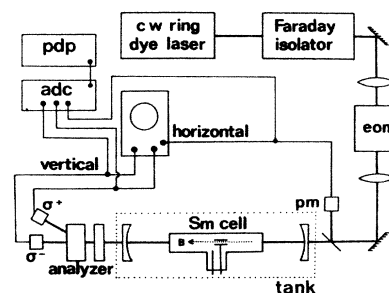 c w ring
dye laser
Faraday
isolator
pdp
adc
eom
horizontal
vertical
pm
σ+
σ-
analyzer
Sm cell
B
tank